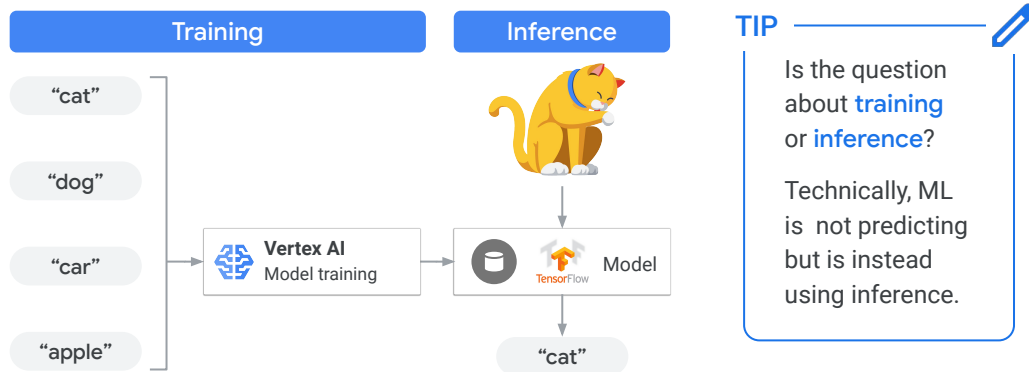 Training
Inference
TIP
“cat”
“dog”
“car”
“apple”
Vertex AI
Model training
TensorFlow
Model
“cat”
Is the question
about training
or inference?
Technically, ML
is not predicting
but is instead
using inference.